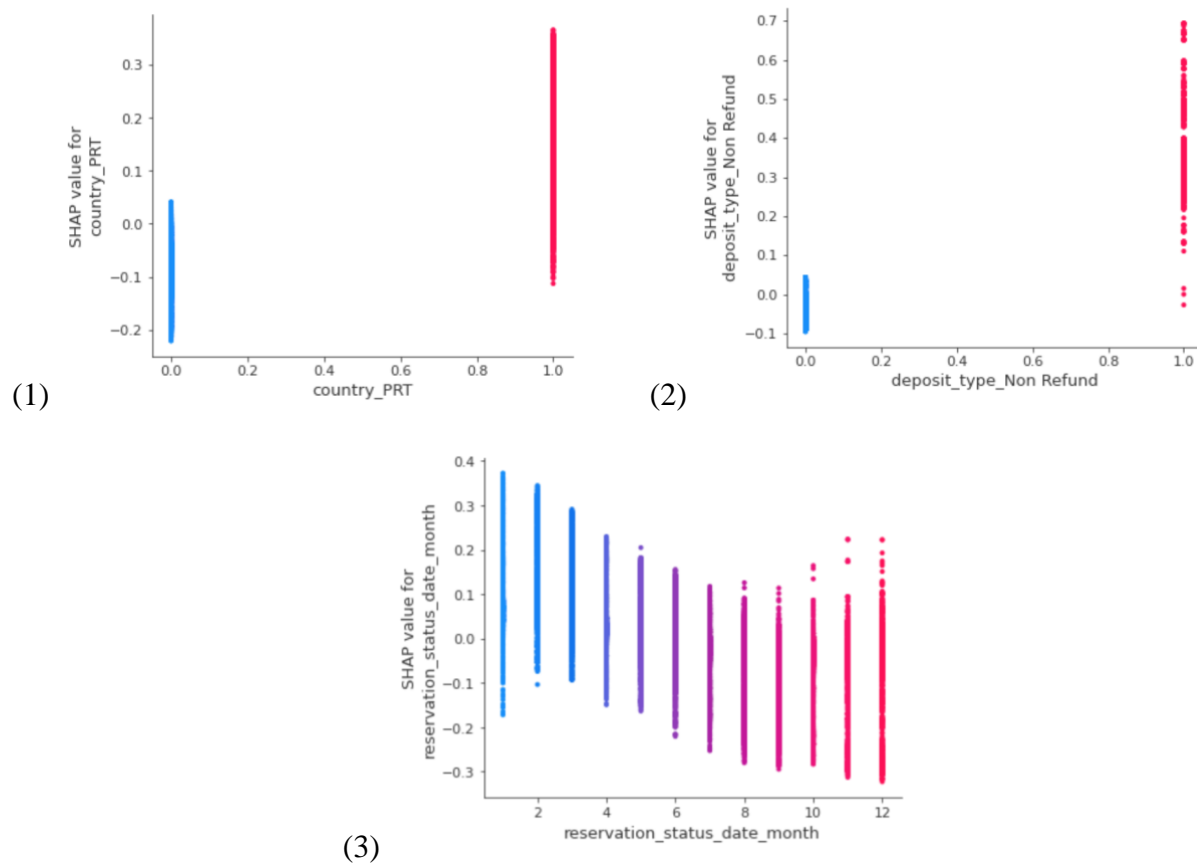 0.3
0.2
0.1
0.0
−0.1
−0.2
SHAP value for
country_PRT
0.0 0.2 0.4 0.6 0.8 1.0
country_PRT
(1)
0.7
0.6
0.5
0.4
0.3
0.2
0.1
0.0
−0.1
SHAP value for
deposit_type_Non Refund
0.0 0.2 0.4 0.6 0.8 1.0
deposit_type_Non Refund
(2)
0.4
0.3
0.2
0.1
0.0
−0.1
−0.2
−0.3
SHAP value for
reservation_status_date_month
2 4 6 8 10 12
reservation_status_date_month
(3)